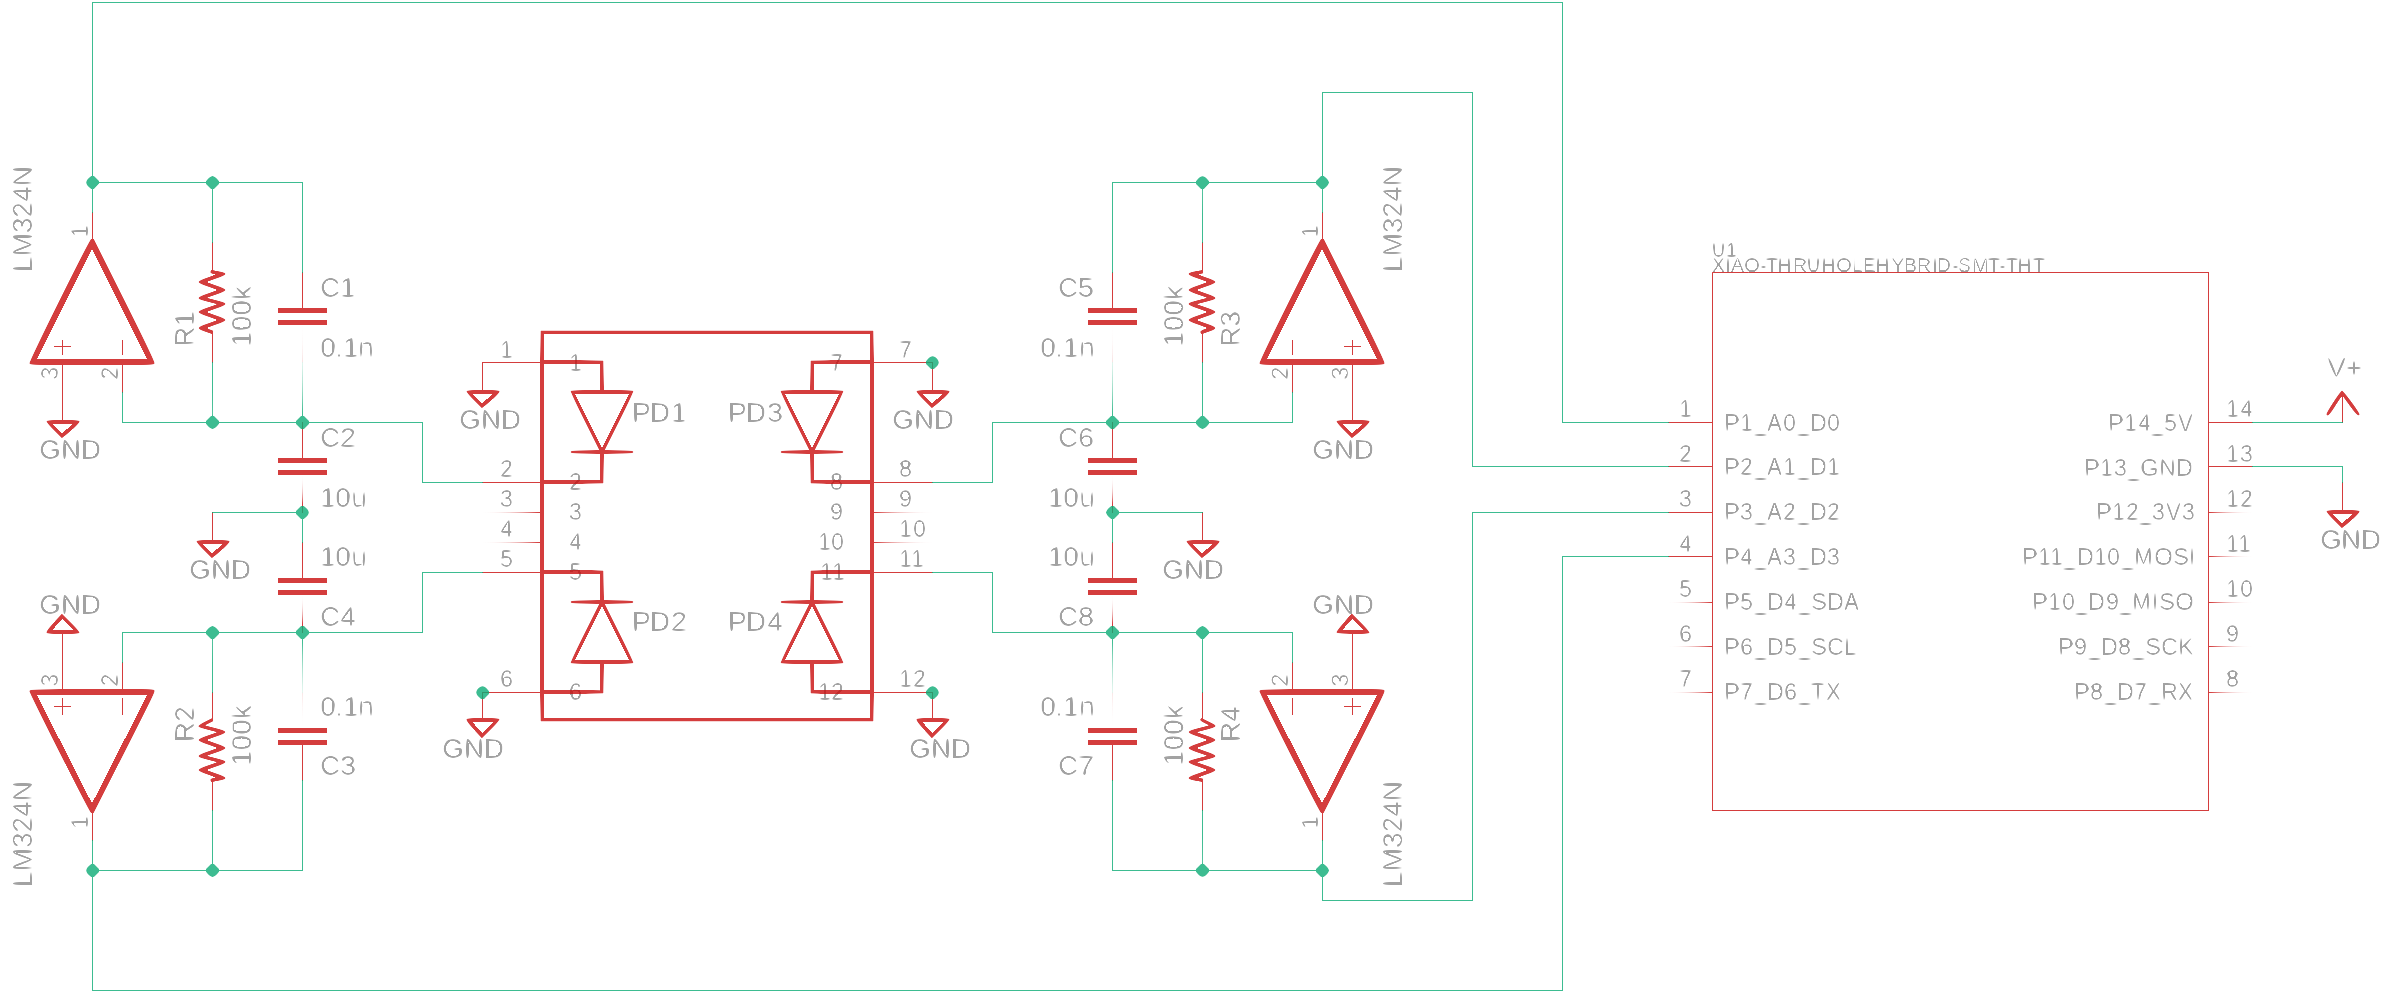 LM324N
1
3
2
+
GND
R1
100k
C1
0.1n
C2
10u
GND
10u
C4
GND
3
2
+
1
LM324N
R2
100k
0.1n
C3
1
GND
2
3
4
5
6
GND
1
2
3
4
5
6
PD1
PD2
PD3
PD4
7
8
9
10
11
12
7
GND
8
9
10
11
12
GND
C5
0.1n
100k
R3
LM324N
1
2
3
+
GND
C6
10u
GND
10u
C8
GND
2
3
+
1
LM324N
0.1n
C7
100k
R4
U1
XIAO-THRUHOLEHYBRID-SMT-THT
1 P1_A0_D0 P14_5V 14
2 P2_A1_D1 P13_GND 13
3 P3_A2_D2 P12_3V3 12
4 P4_A3_D3 P11_D10_MOSI 11
5 P5_D4_SDA P10_D9_MISO 10
6 P6_D5_SCL P9_D8_SCK 9
7 P7_D6_TX P8_D7_RX 8
V+
GND